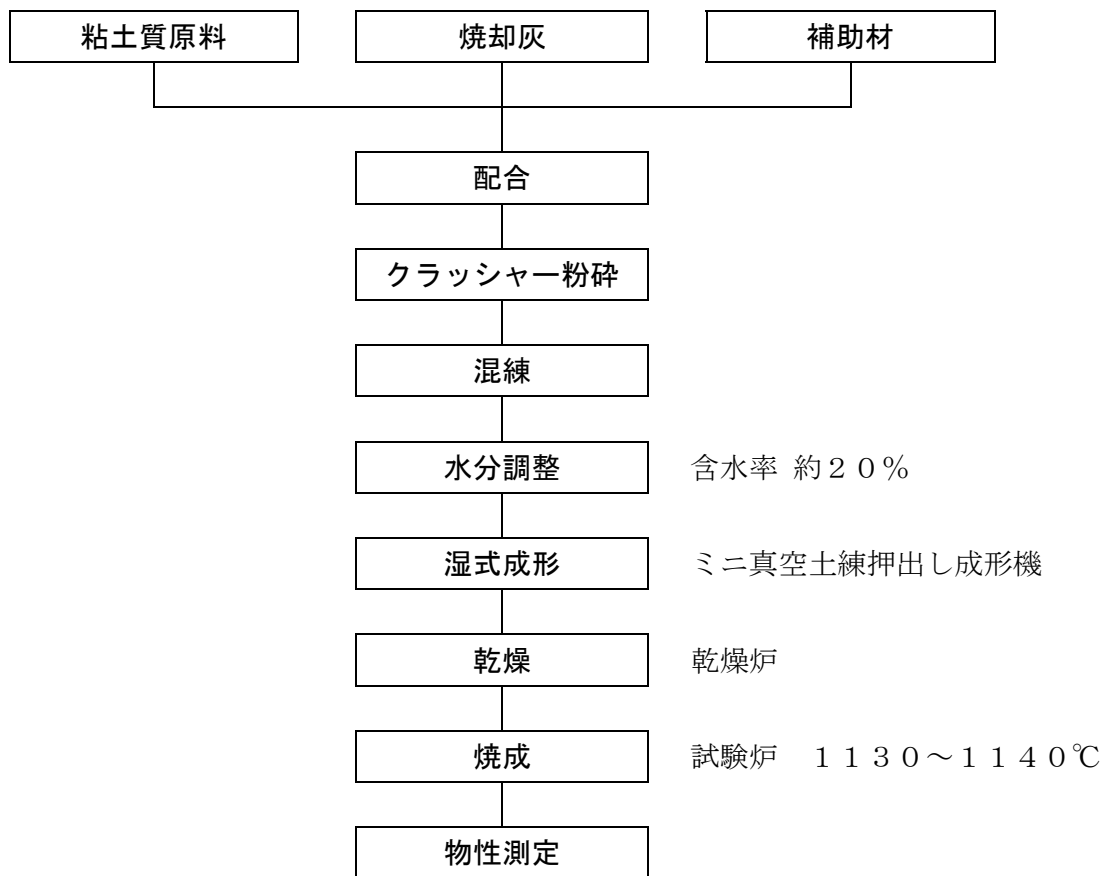 粘土質原料 焼却灰 補助材
配合
クラッシャー粉砕
混練
水分調整 含水率 約２０％
湿式成形 ミニ真空土練押出し成形機
乾燥 乾燥炉
焼成 試験炉 １１３０～１１４０℃
物性測定